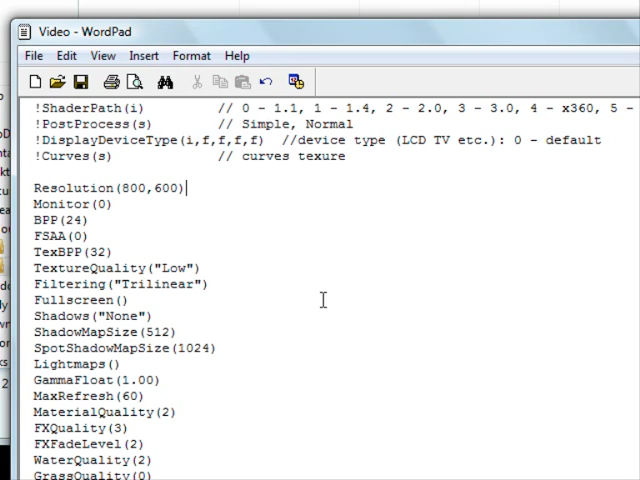 Video - WordPad
File Edit View Insert Format Help
!ShaderPath(i) // 0 - 1.1, 1 - 1.4, 2 - 2.0, 3 - 3.0, 4 - x360, 5 -
!PostProcess(s) // Simple, Normal
!DisplayDeviceType(i,f,f,f,f) //device type (LCD TV etc.): 0 - default
!Curves(s) // curves texure
Resolution(800,600)
Monitor(0)
BPP(24)
FSAA(0)
TexBPP(32)
TextureQuality("Low")
Filtering("Trilinear")
Fullscreen()
Shadows("None")
ShadowMapSize(512)
SpotShadowMapSize(1024)
Lightmaps()
GammaFloat(1.00)
MaxRefresh(60)
MaterialQuality(2)
FXQuality(3)
FXFadeLevel(2)
WaterQuality(2)
GrassQuality(0)